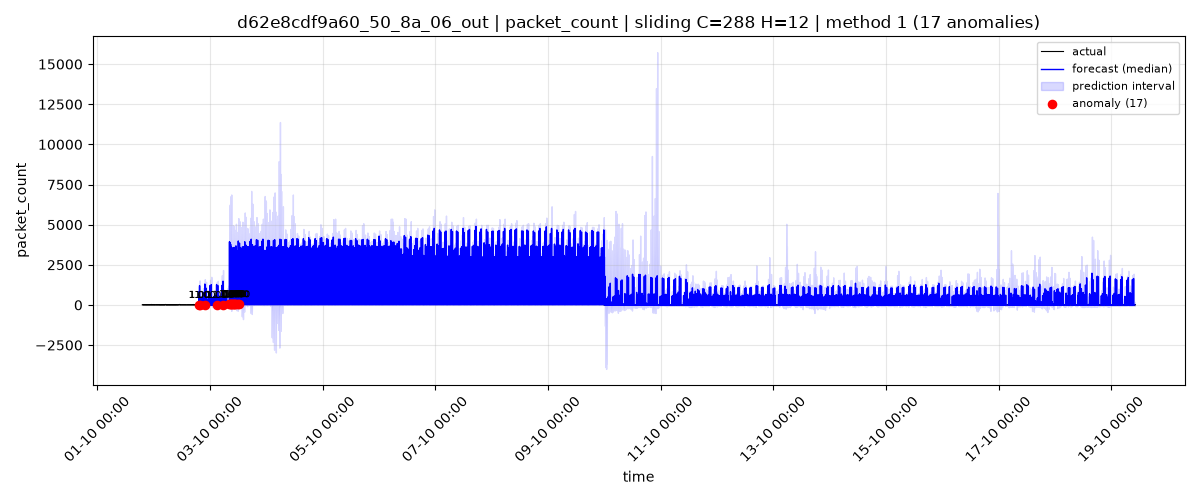 d62e8cdf9a60_50_8a_06_out | packet_count | sliding C=288 H=12 | method 1 (17 anomalies)
actual
forecast (median)
prediction interval
anomaly (17)
packet_count
15000
12500
10000
7500
5000
2500
0
−2500
01-10 00:00
03-10 00:00
05-10 00:00
07-10 00:00
09-10 00:00
11-10 00:00
13-10 00:00
15-10 00:00
17-10 00:00
19-10 00:00
time